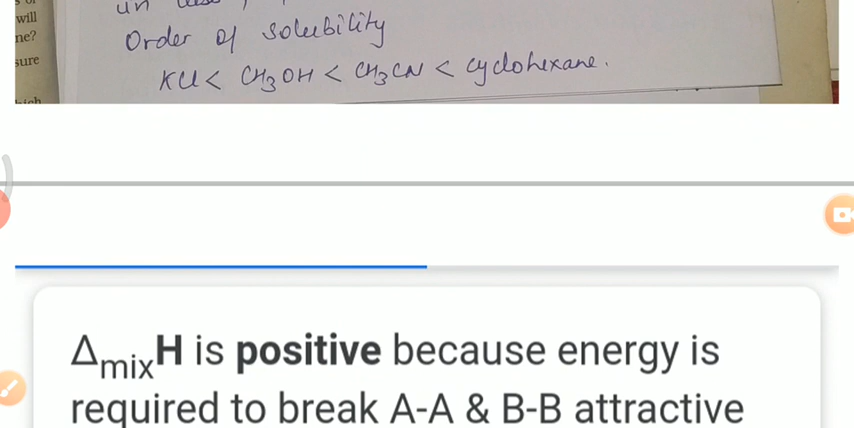 will
ne?
sure
Order of solubility
KCl < CH₃OH < CH₃CN < cyclohexane.
ΔmixH is positive because energy is
required to break A-A & B-B attractive